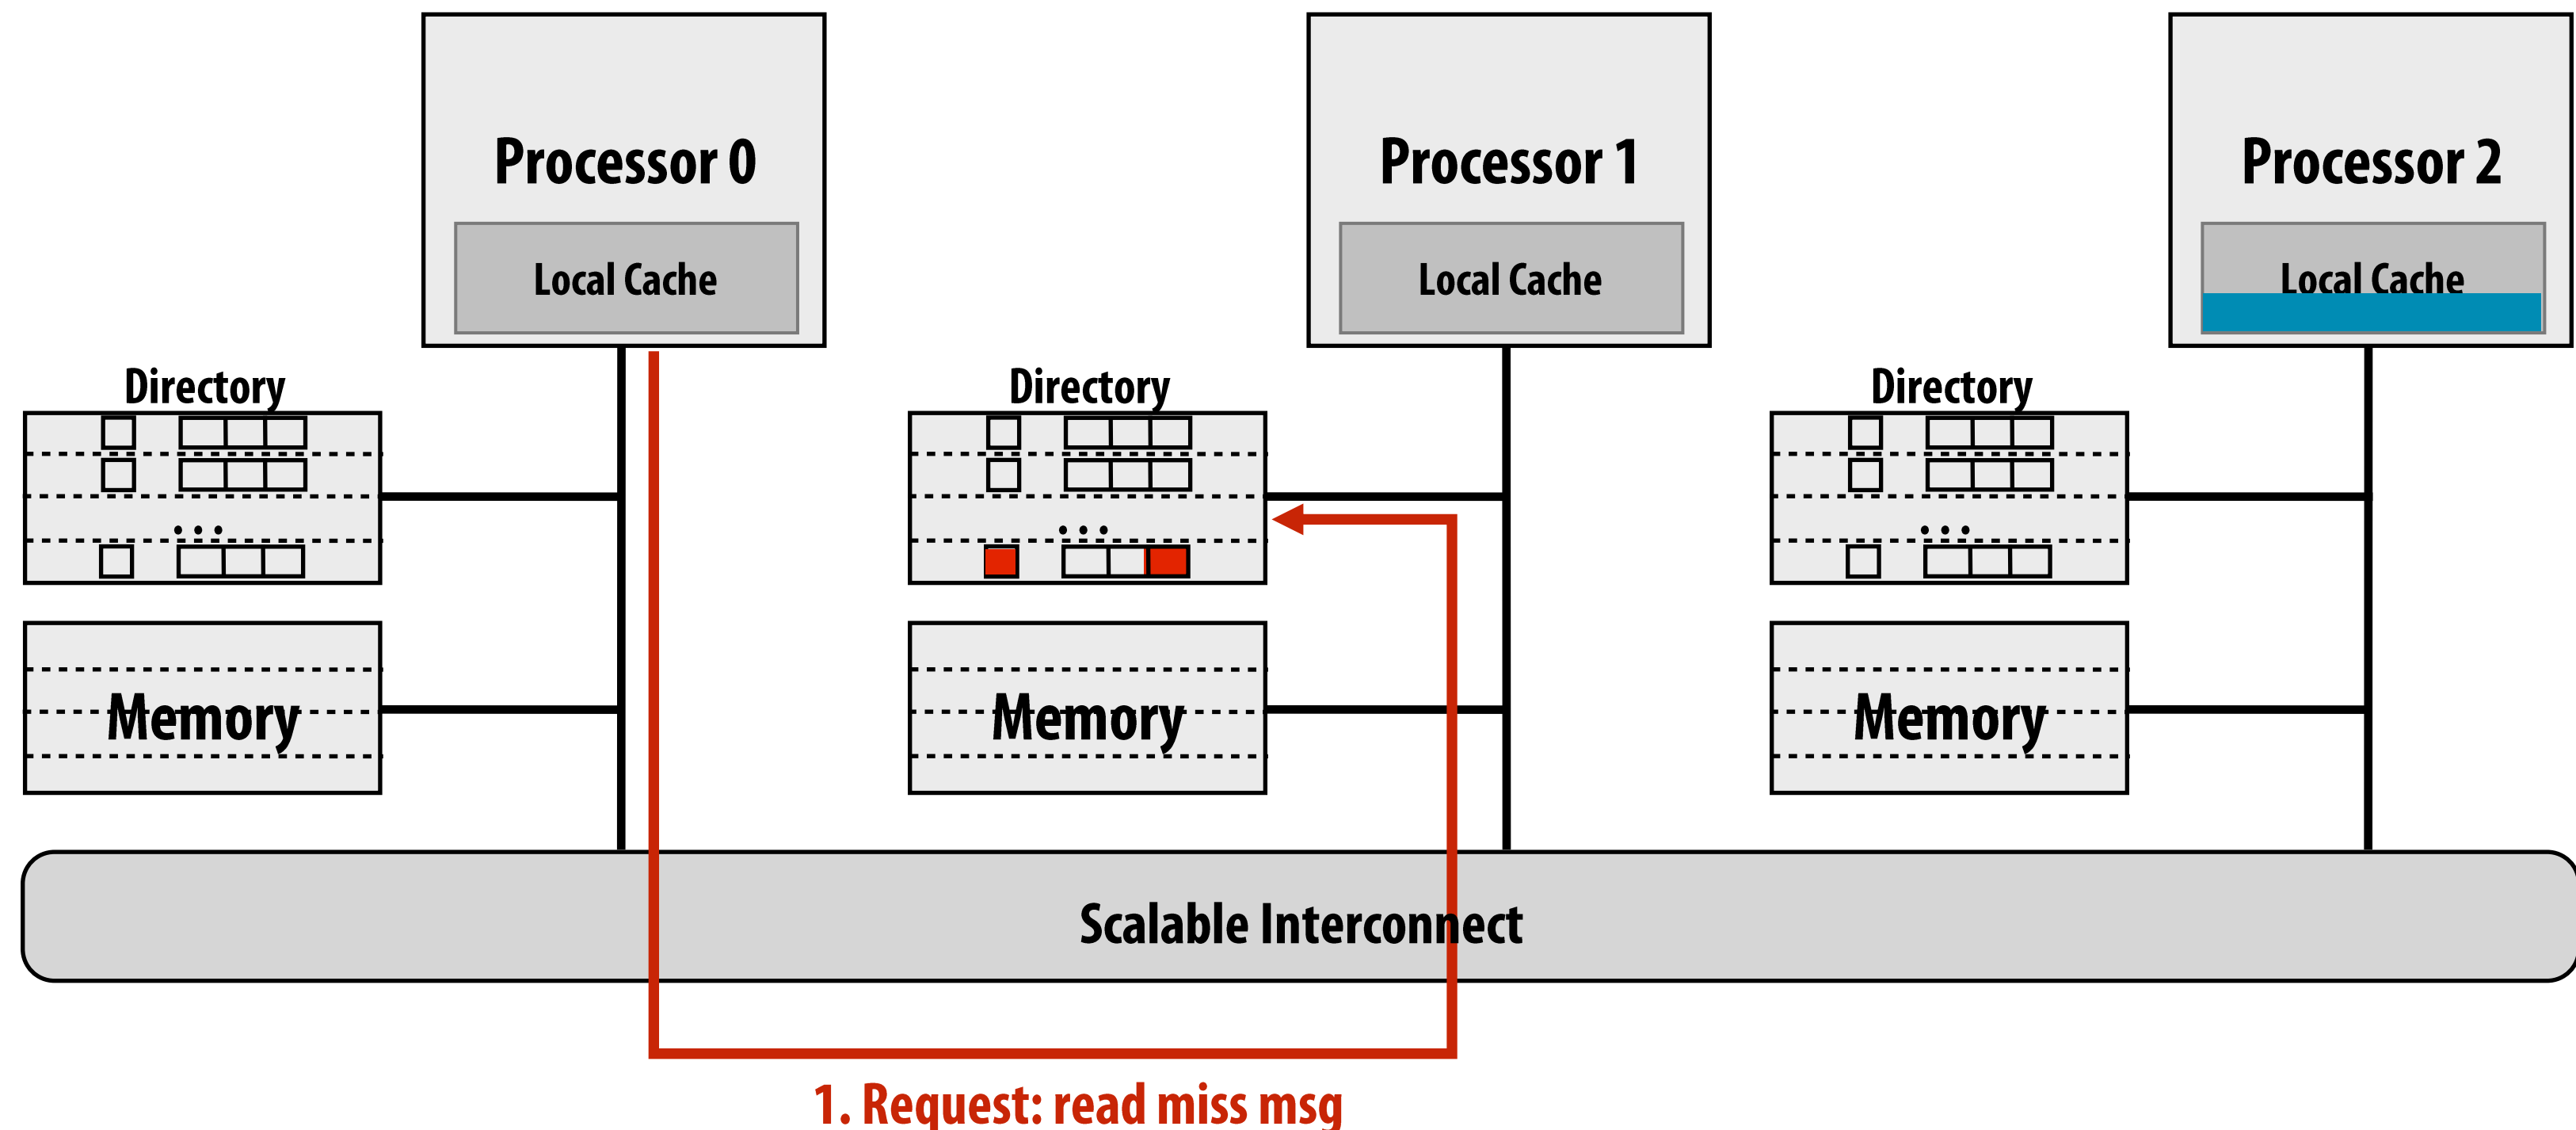 Processor 0
Processor 1
Processor 2
Local Cache
Local Cache
Local Cache
Directory
Directory
Directory
...
...
...
Memory
Memory
Memory
Scalable Interconnect
1. Request: read miss msg